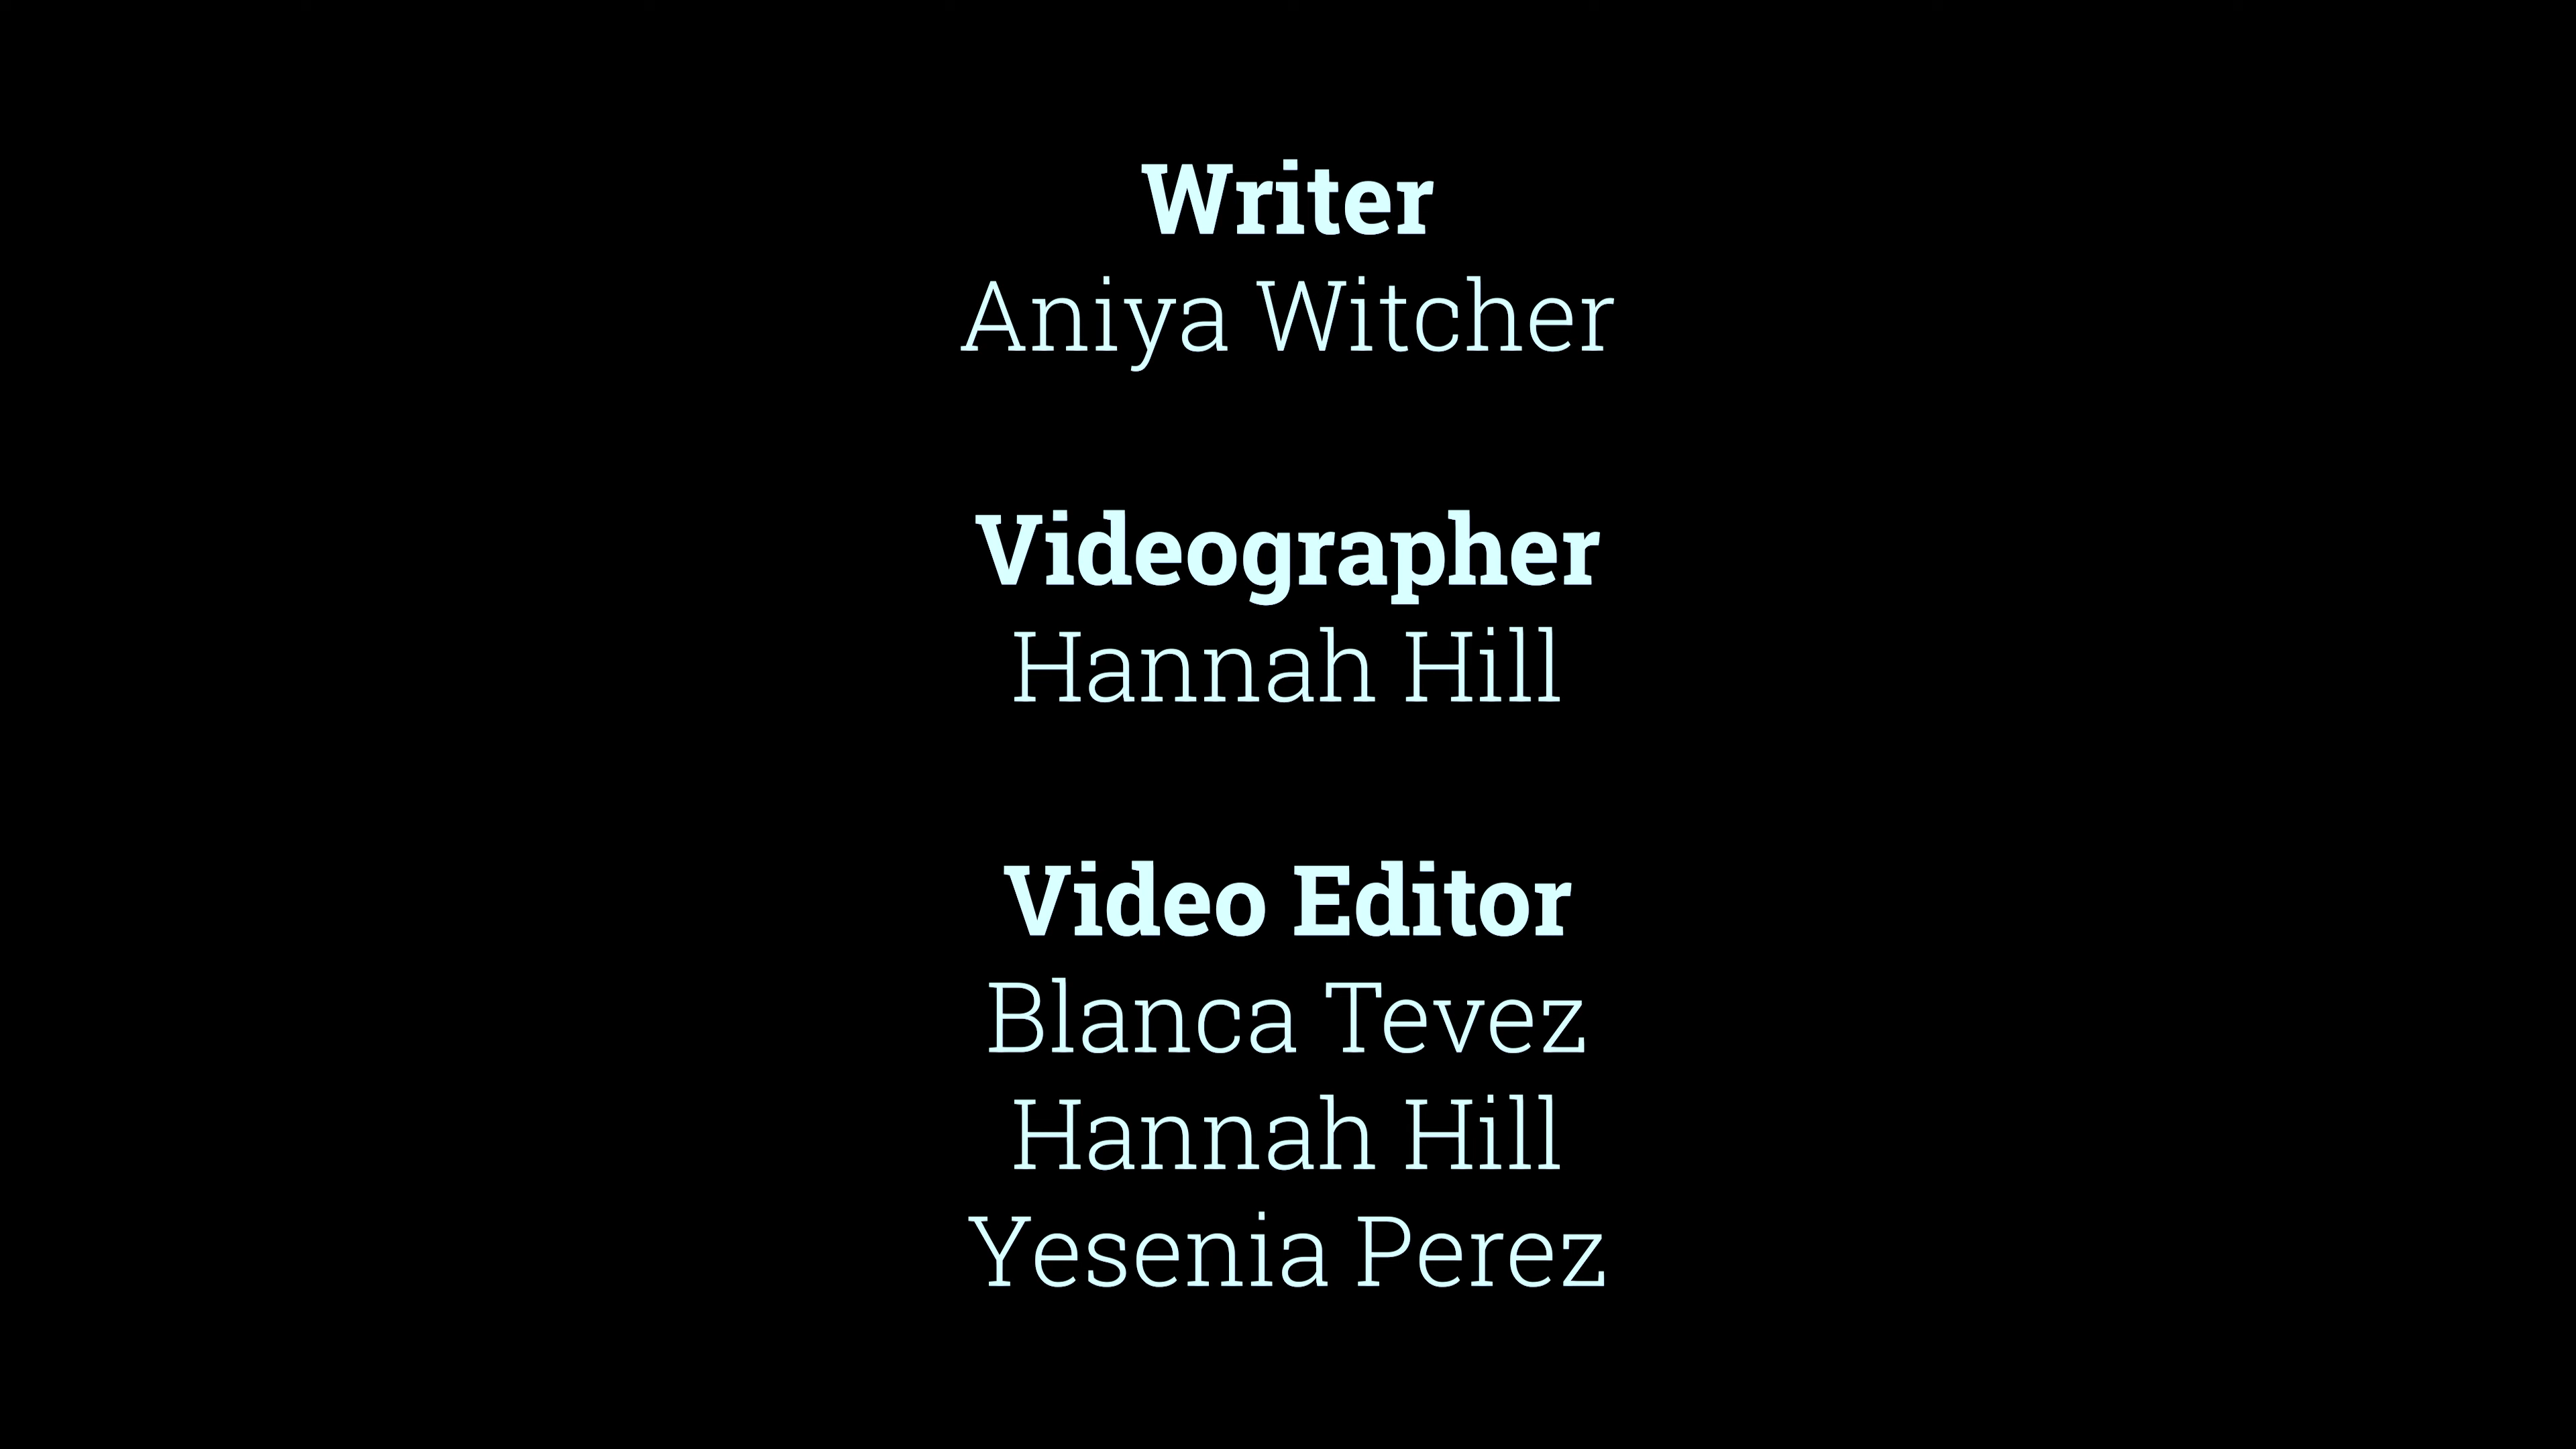 Writer
Aniya Witcher
Videographer
Hannah Hill
Video Editor
Blanca Tevez
Hannah Hill
Yesenia Perez